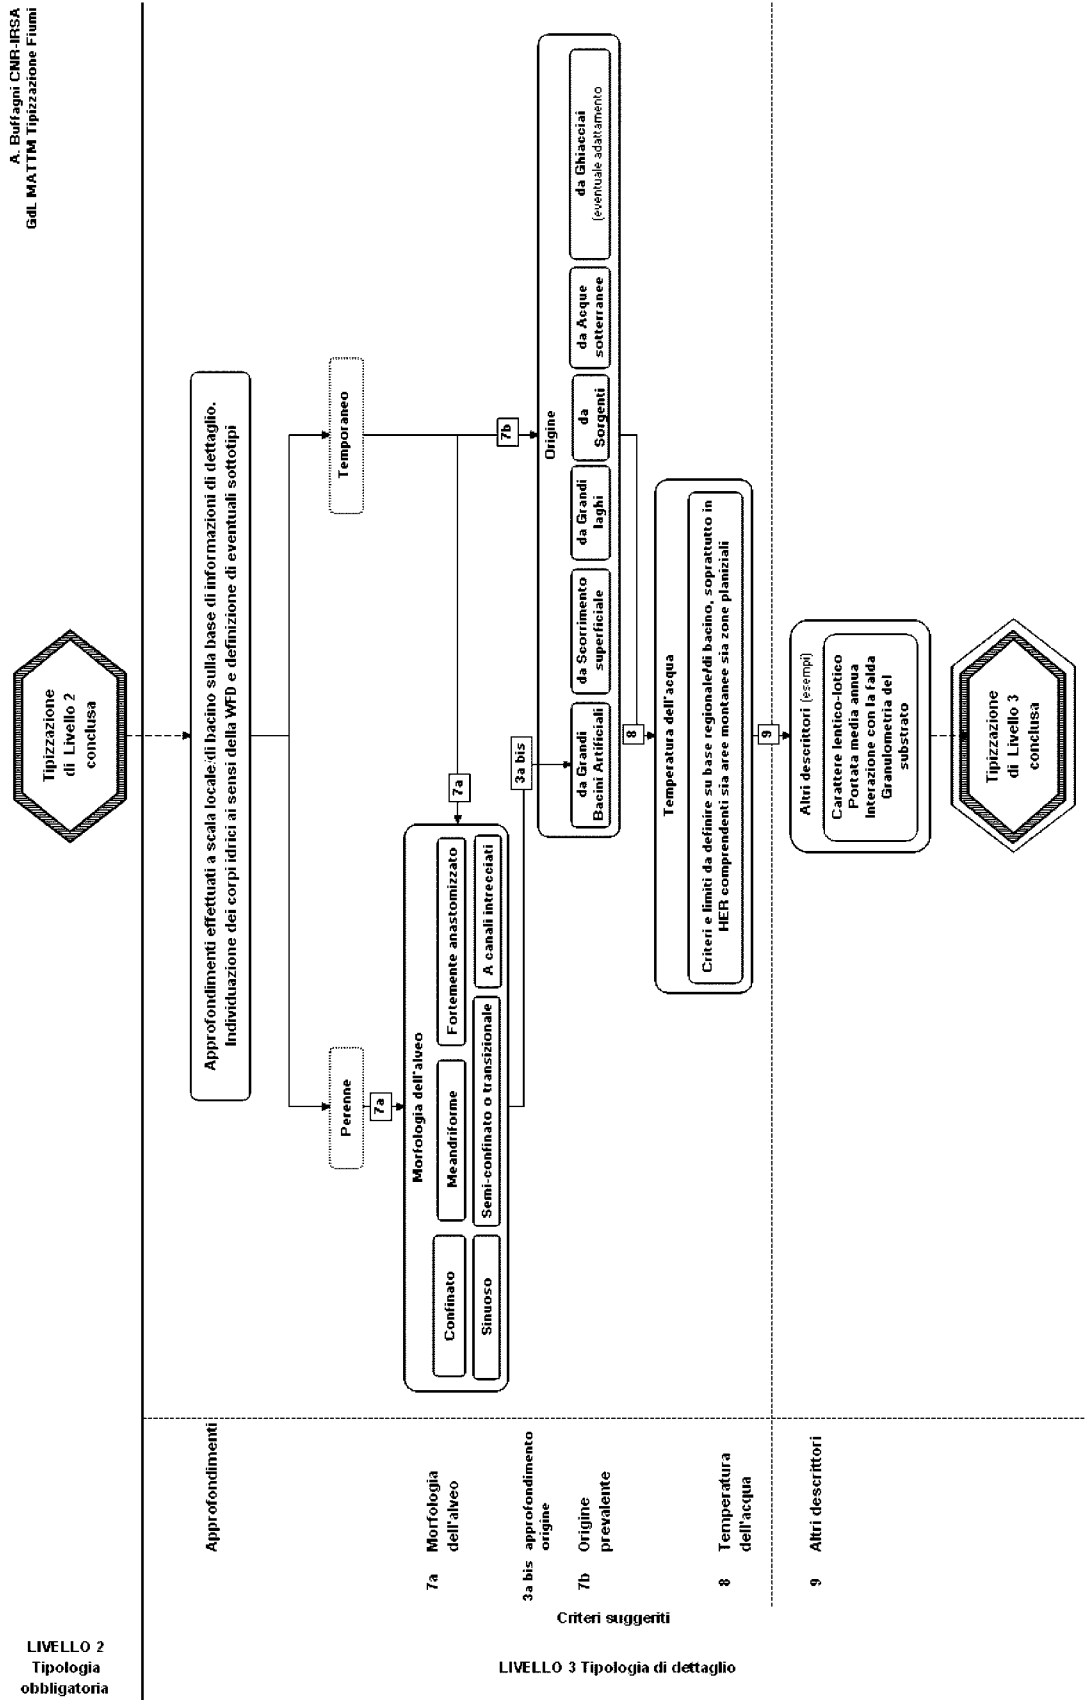 A. Buffagni CNR-IRSA
GdL MATTM Tipizzazione Fiumi
LIVELLO 2
Tipologia
obbligatoria
Tipizzazione
di Livello 2
conclusa
Approfondimenti
Approfondimenti effettuati a scala locale/di bacino sulla base di informazioni di dettaglio.
Individuazione dei corpi idrici ai sensi della WFD e definizione di eventuali sottotipi
Perenne
Temporaneo
7a
7a
7b
7a Morfologia
dell'alveo
Morfologia dell'alveo
Confinato
Meandriforme
Fortemente anastomizzato
Sinuoso
Semi-confinato o transizionale
A canali intrecciati
3a bis
3a bis approfondimento
origine
7b Origine
prevalente
Origine
da Grandi
Bacini Artificiali
da Scorrimento
superficiale
da Grandi
laghi
da
Sorgenti
da Acque
sotterranee
da Ghiacciai
(eventuale adattamento
Criteri suggeriti
LIVELLO 3 Tipologia di dettaglio
8
8 Temperatura
dell'acqua
Temperatura dell'acqua
Criteri e limiti da definire su base regionale/di bacino, soprattutto in
HER comprendenti sia aree montane sia zone planiziali
9
9 Altri descrittori
Altri descrittori (esempi)
Carattere lentico-lotico
Portata media annua
Interazione con la falda
Granulometria del
substrato
Tipizzazione
di Livello 3
conclusa